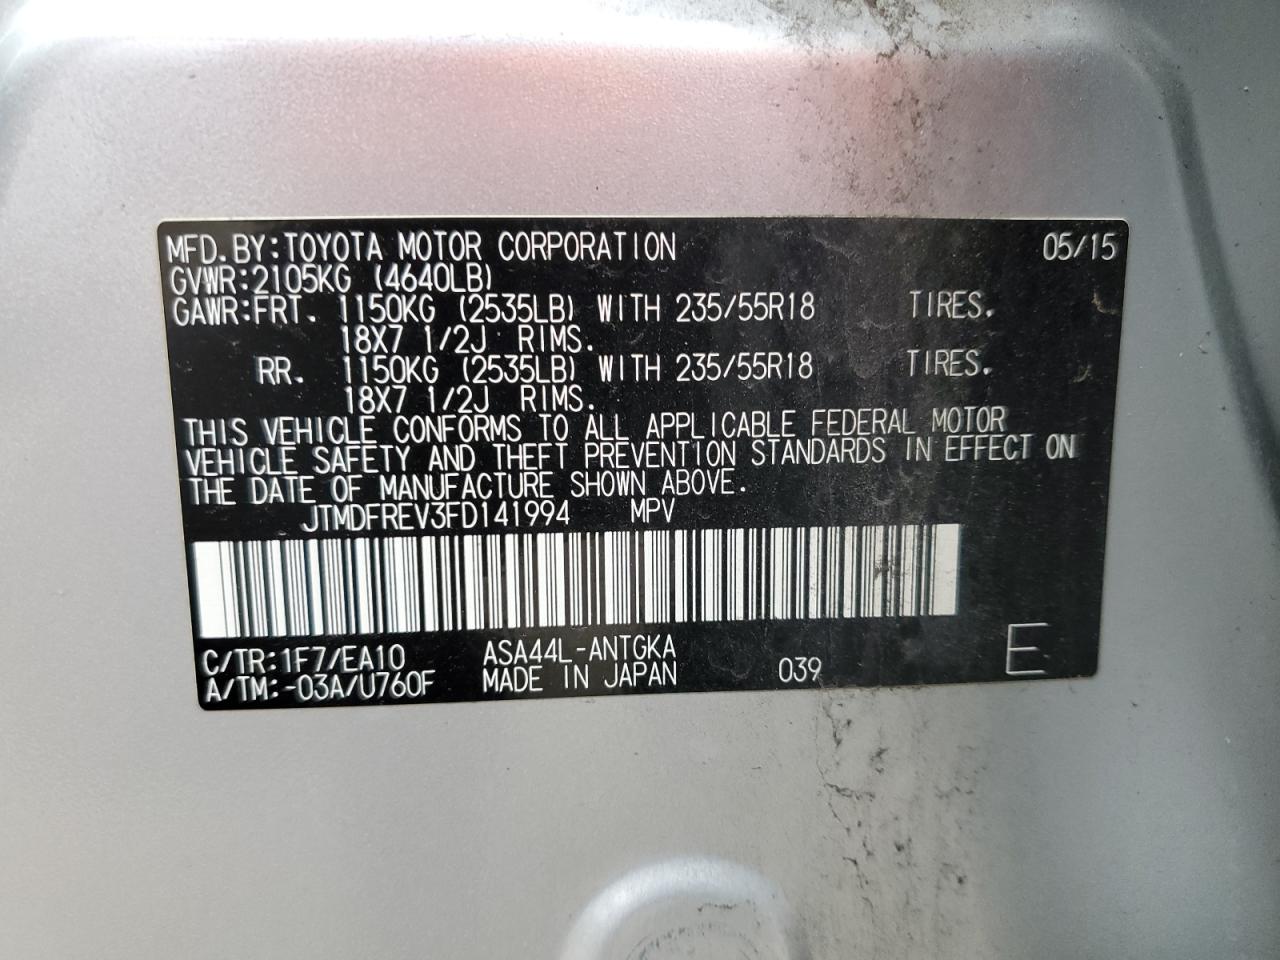 MFD.BY:TOYOTA MOTOR CORPORATION 05/15
GVWR:2105KG (4640LB)
GAWR:FRT. 1150KG (2535LB) WITH 235/55R18 TIRES.
18X7 1/2J RIMS.
RR. 1150KG (2535LB) WITH 235/55R18 TIRES.
18X7 1/2J RIMS.
THIS VEHICLE CONFORMS TO ALL APPLICABLE FEDERAL MOTOR
VEHICLE SAFETY AND THEFT PREVENTION STANDARDS IN EFFECT ON
THE DATE OF MANUFACTURE SHOWN ABOVE.
JTMDFREV3FD141994 MPV
C/TR:1F7/EA10 ASA44L-ANTGKA
A/TM:-03A/U760F MADE IN JAPAN 039 E